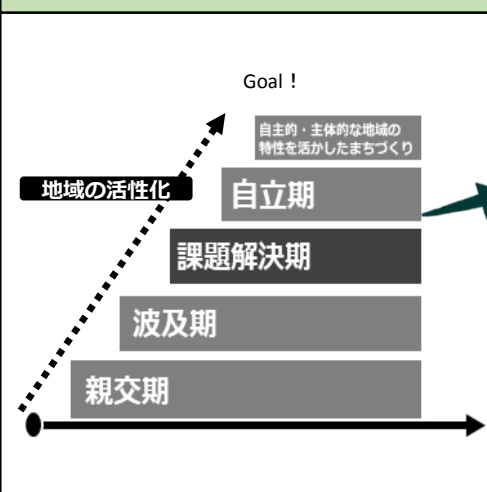 Goal！
自主的・主体的な地域の
特性を活かしたまちづくり
地域の活性化
自立期
課題解決期
波及期
親交期